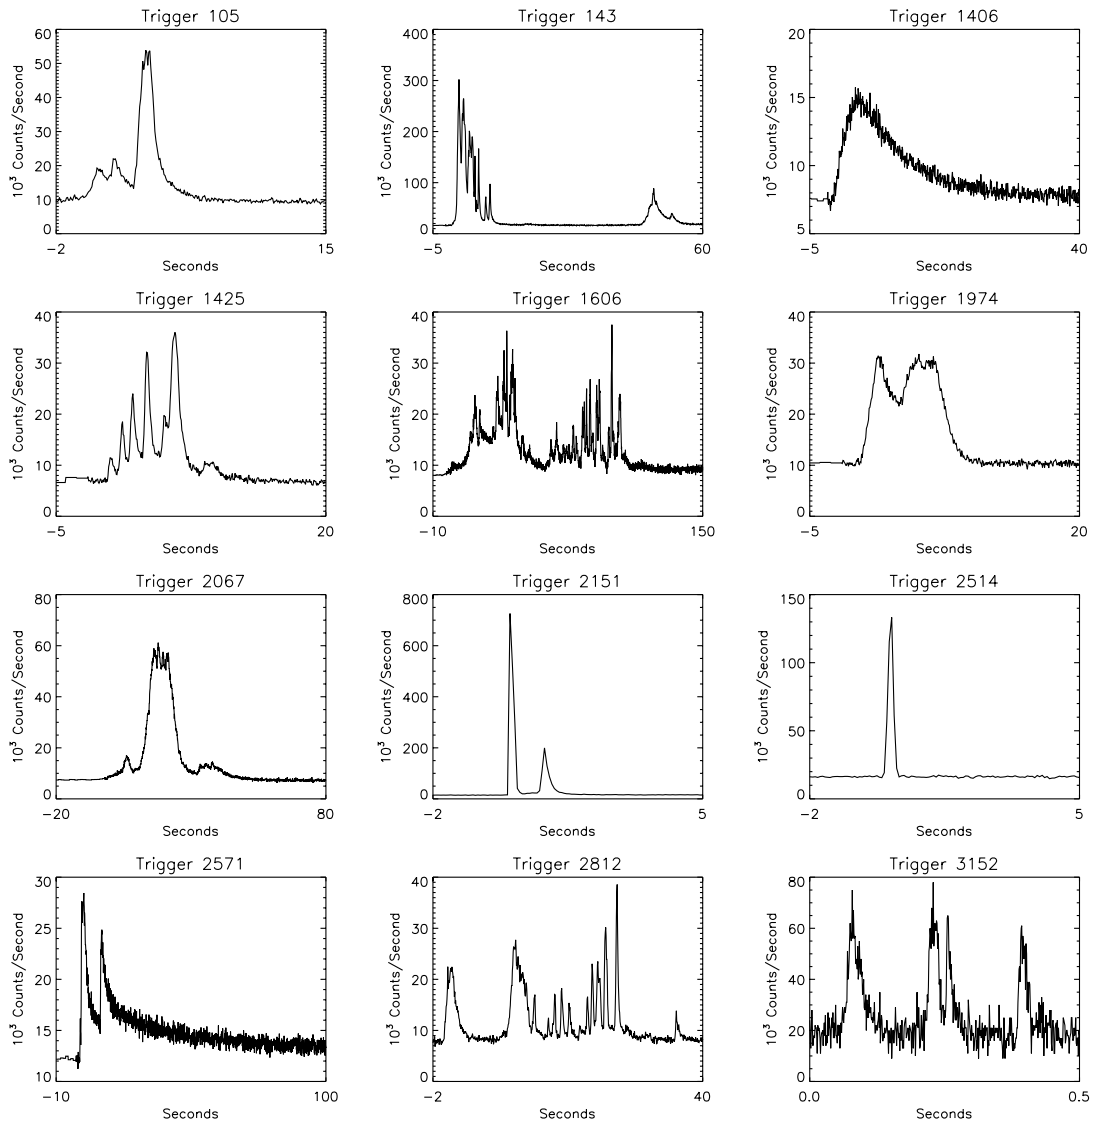 Trigger 105
10³ Counts/Second
60
50
40
30
20
10
0
-2
15
Seconds
Trigger 143
10³ Counts/Second
400
300
200
100
0
-5
60
Seconds
Trigger 1406
10³ Counts/Second
20
15
10
5
-5
40
Seconds
Trigger 1425
10³ Counts/Second
40
30
20
10
0
-5
20
Seconds
Trigger 1606
10³ Counts/Second
40
30
20
10
0
-10
150
Seconds
Trigger 1974
10³ Counts/Second
40
30
20
10
0
-5
20
Seconds
Trigger 2067
10³ Counts/Second
80
60
40
20
0
-20
80
Seconds
Trigger 2151
10³ Counts/Second
800
600
400
200
0
-2
5
Seconds
Trigger 2514
10³ Counts/Second
150
100
50
0
-2
5
Seconds
Trigger 2571
10³ Counts/Second
30
25
20
15
10
-10
100
Seconds
Trigger 2812
10³ Counts/Second
40
30
20
10
0
-2
40
Seconds
Trigger 3152
10³ Counts/Second
80
60
40
20
0
0.0
0.5
Seconds